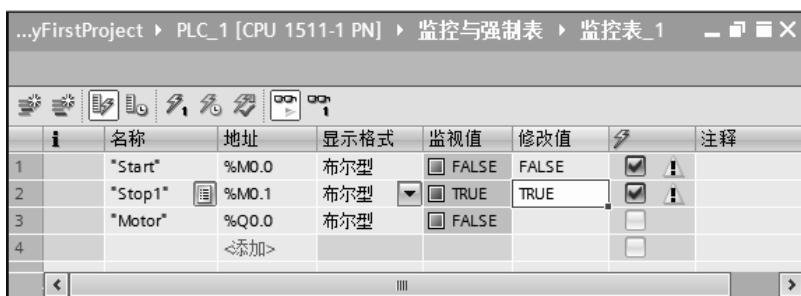 ...yFirstProject ▸ PLC_1 [CPU 1511-1 PN] ▸ 监控与强制表 ▸ 监控表_1
i 名称 地址 显示格式 监视值 修改值 注释
1 "Start" %M0.0 布尔型 FALSE FALSE
2 "Stop1" %M0.1 布尔型 TRUE TRUE
3 "Motor" %Q0.0 布尔型 FALSE
4 <添加>